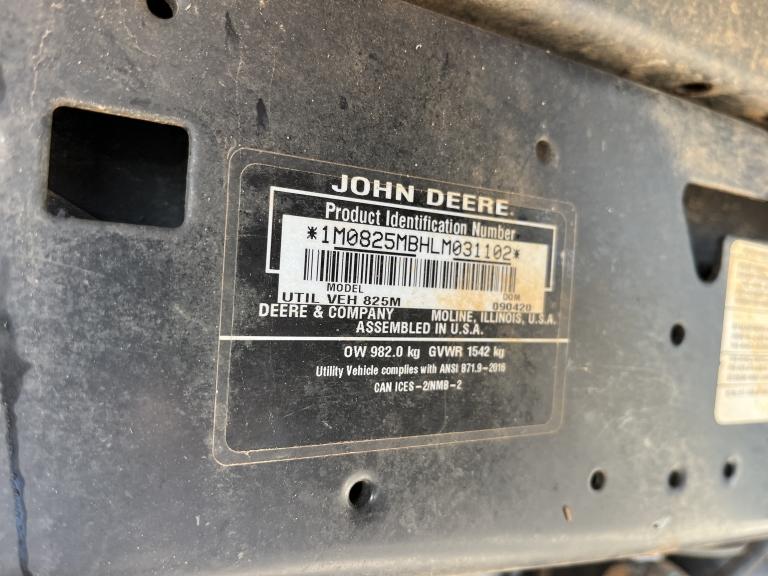 JOHN DEERE
Product Identification Number
*1M0825MBHLM031102*
MODEL
DOM
UTIL VEH 825M
090420
DEERE & COMPANY MOLINE, ILLINOIS, U.S.A.
ASSEMBLED IN U.S.A.
OW 982.0 kg GVWR 1542 kg
Utility Vehicle complies with ANSI B71.9-2016
CAN ICES-2/NMB-2